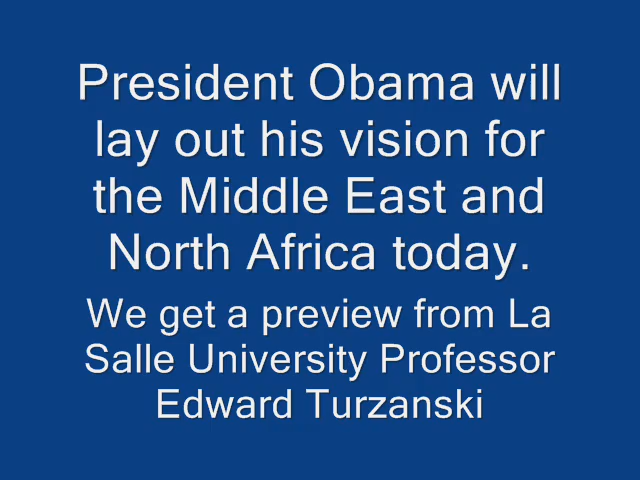 President Obama will
lay out his vision for
the Middle East and
North Africa today.
We get a preview from La
Salle University Professor
Edward Turzanski